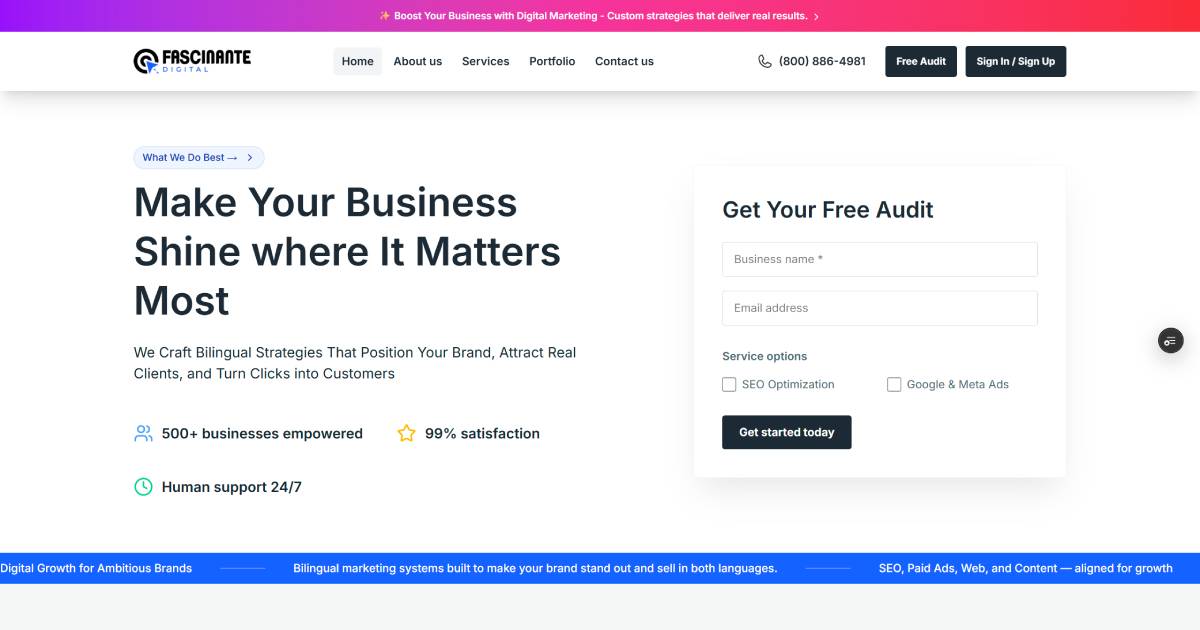 ✨ Boost Your Business with Digital Marketing - Custom strategies that deliver real results.
FASCINANTE
DIGITAL
Home
About us
Services
Portfolio
Contact us
(800) 886-4981
Free Audit
Sign In / Sign Up
What We Do Best →
Make Your Business
Shine where It Matters
Most
We Craft Bilingual Strategies That Position Your Brand, Attract Real
Clients, and Turn Clicks into Customers
500+ businesses empowered
99% satisfaction
Human support 24/7
Get Your Free Audit
Business name *
Email address
Service options
SEO Optimization
Google & Meta Ads
Get started today
Digital Growth for Ambitious Brands
Bilingual marketing systems built to make your brand stand out and sell in both languages.
SEO, Paid Ads, Web, and Content — aligned for growth